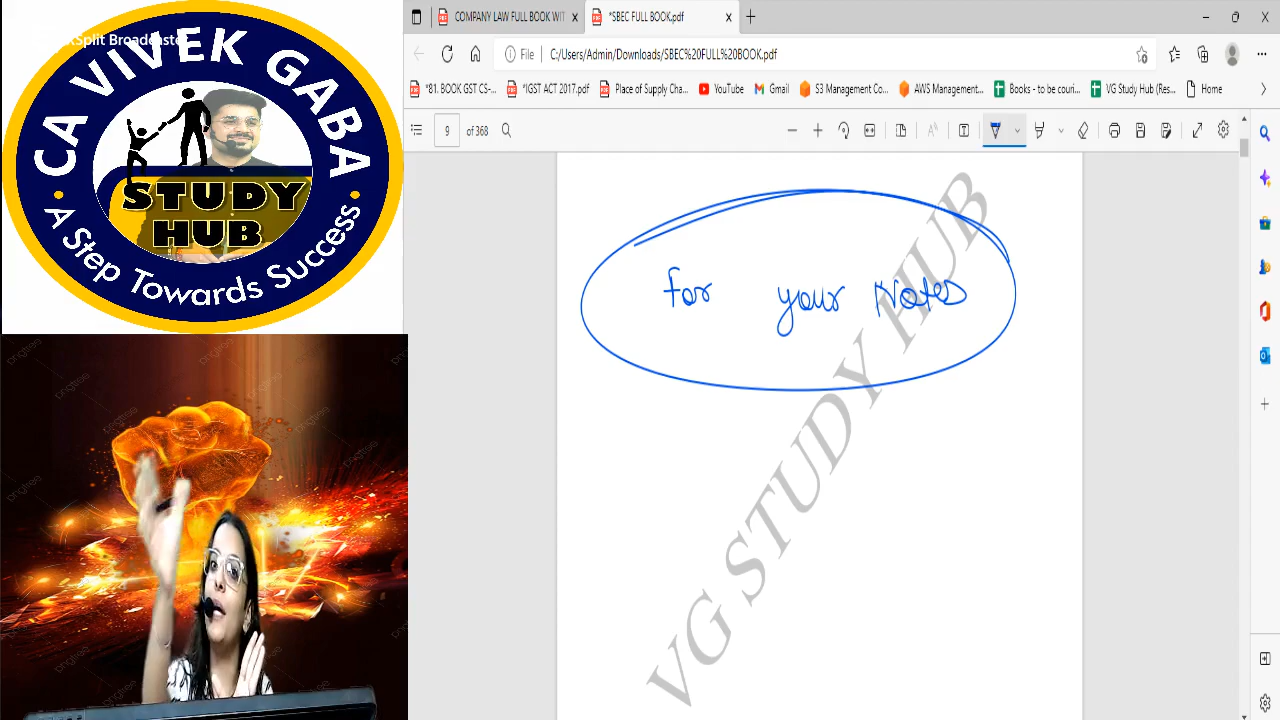 XSplit Broadcaster
CA VIVEK GABA
STUDY
HUB
A Step Towards Success
COMPANY LAW FULL BOOK WIT
*SBEC FULL BOOK.pdf
File
C:/Users/Admin/Downloads/SBEC%20FULL%20BOOK.pdf
*81. BOOK GST CS-...
*IGST ACT 2017.pdf
Place of Supply Cha...
YouTube
Gmail
S3 Management Co...
AWS Management...
Books - to be couri...
VG Study Hub (Res...
Home
9 of 368
For your Notes
VG STUDY HUB
pngtree